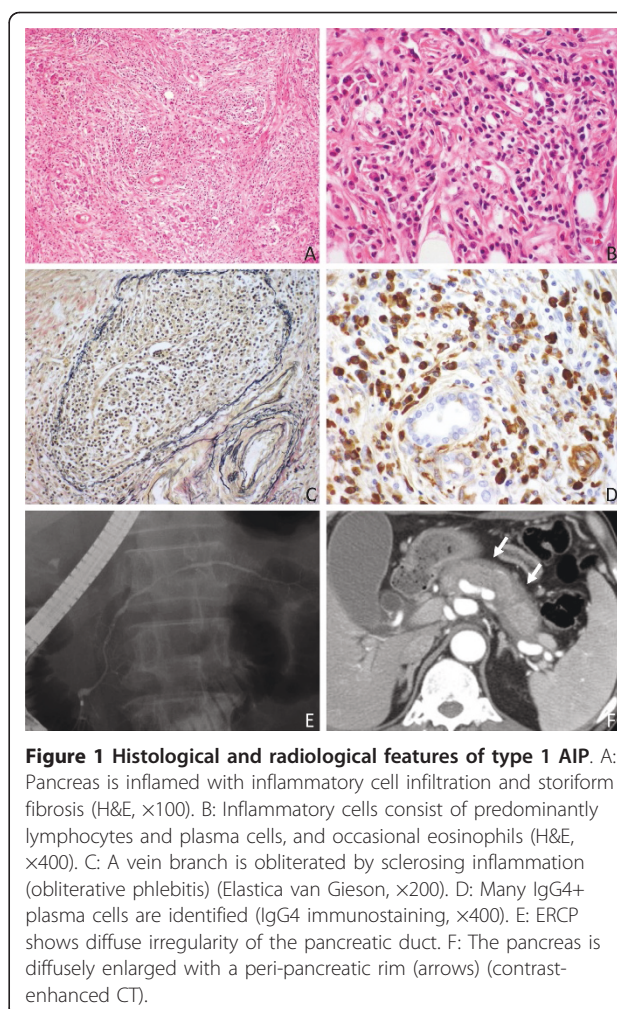 A
B
C
D
E
F
Figure 1 Histological and radiological features of type 1 AIP. A:
Pancreas is inflamed with inflammatory cell infiltration and storiform
fibrosis (H&E, ×100). B: Inflammatory cells consist of predominantly
lymphocytes and plasma cells, and occasional eosinophils (H&E,
×400). C: A vein branch is obliterated by sclerosing inflammation
(obliterative phlebitis) (Elastica van Gieson, ×200). D: Many IgG4+
plasma cells are identified (IgG4 immunostaining, ×400). E: ERCP
shows diffuse irregularity of the pancreatic duct. F: The pancreas is
diffusely enlarged with a peri-pancreatic rim (arrows) (contrast-
enhanced CT).